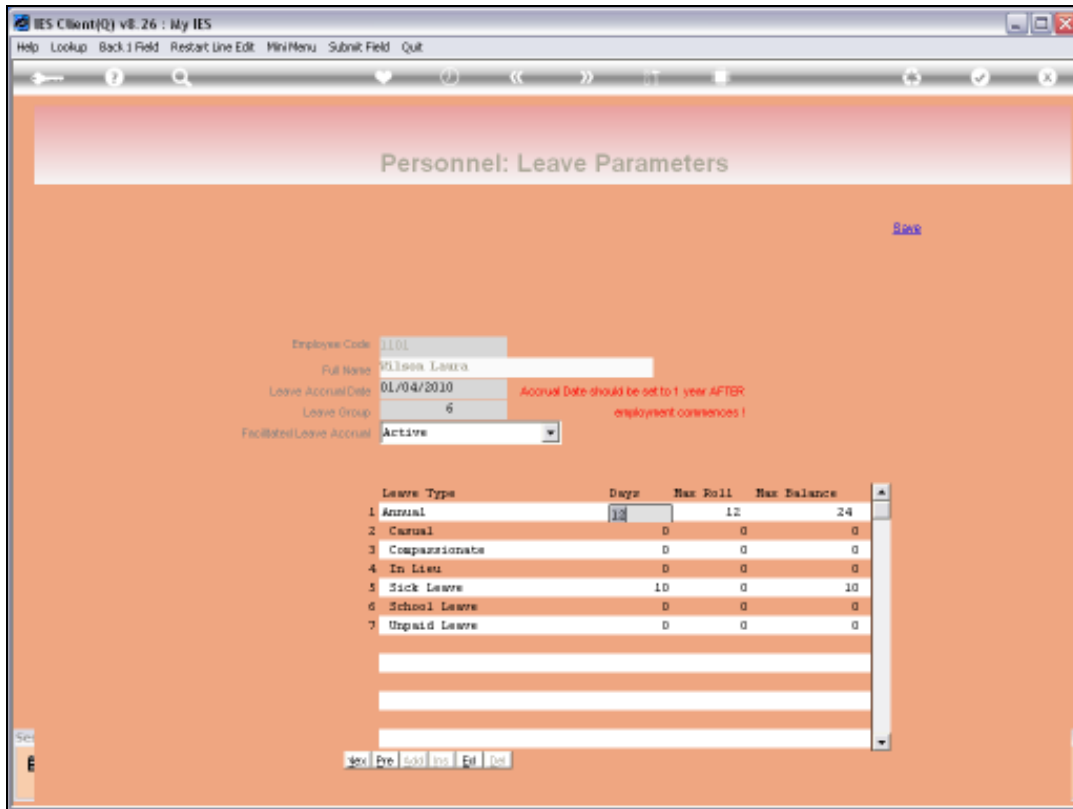 IES Client(Q) v8.26 : My IES
Help Lookup Back 1 Field Restart Line Edit MiniMenu Submit Field Quit
Personnel: Leave Parameters
Save
Employee Code 1101
Full Name Wilson Laura
Leave Accrual Date 01/04/2010 Accrual Date should be set to 1 year AFTER
Leave Group 6 employment commences !
Facilitated Leave Accrual Active
Leave Type Days Max Roll Max Balance
1 Annual 12 12 24
2 Casual 0 0 0
3 Compassionate 0 0 0
4 In Lieu 0 0 0
5 Sick Leave 10 0 10
6 School Leave 0 0 0
7 Unpaid Leave 0 0 0
Nex Pre Add Ins Del